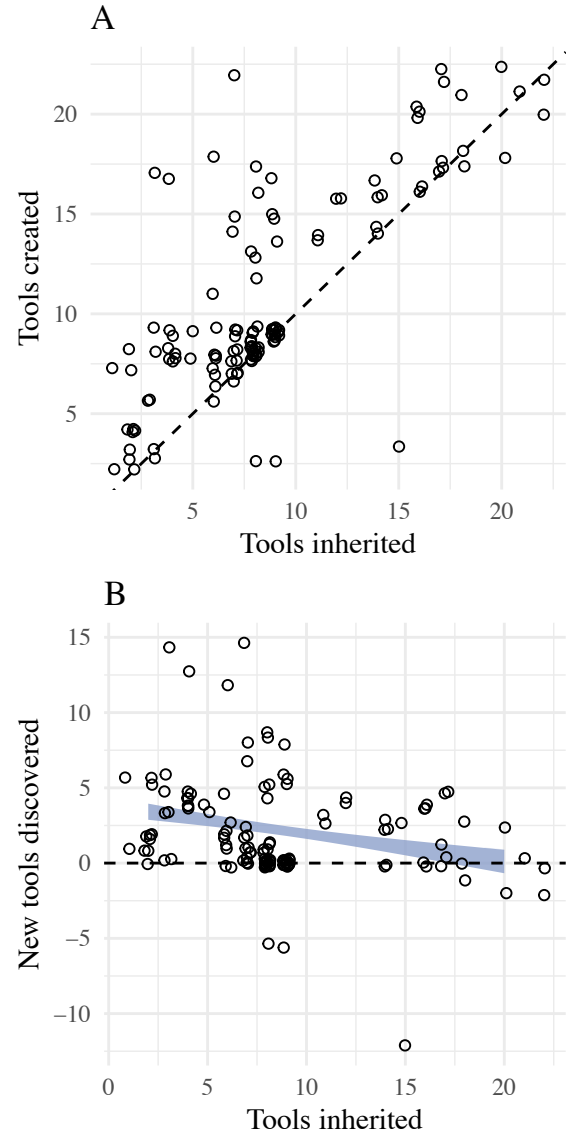 A
Tools created
20
15
10
5
5 10 15 20
Tools inherited
B
New tools discovered
15
10
5
0
−5
−10
0 5 10 15 20
Tools inherited